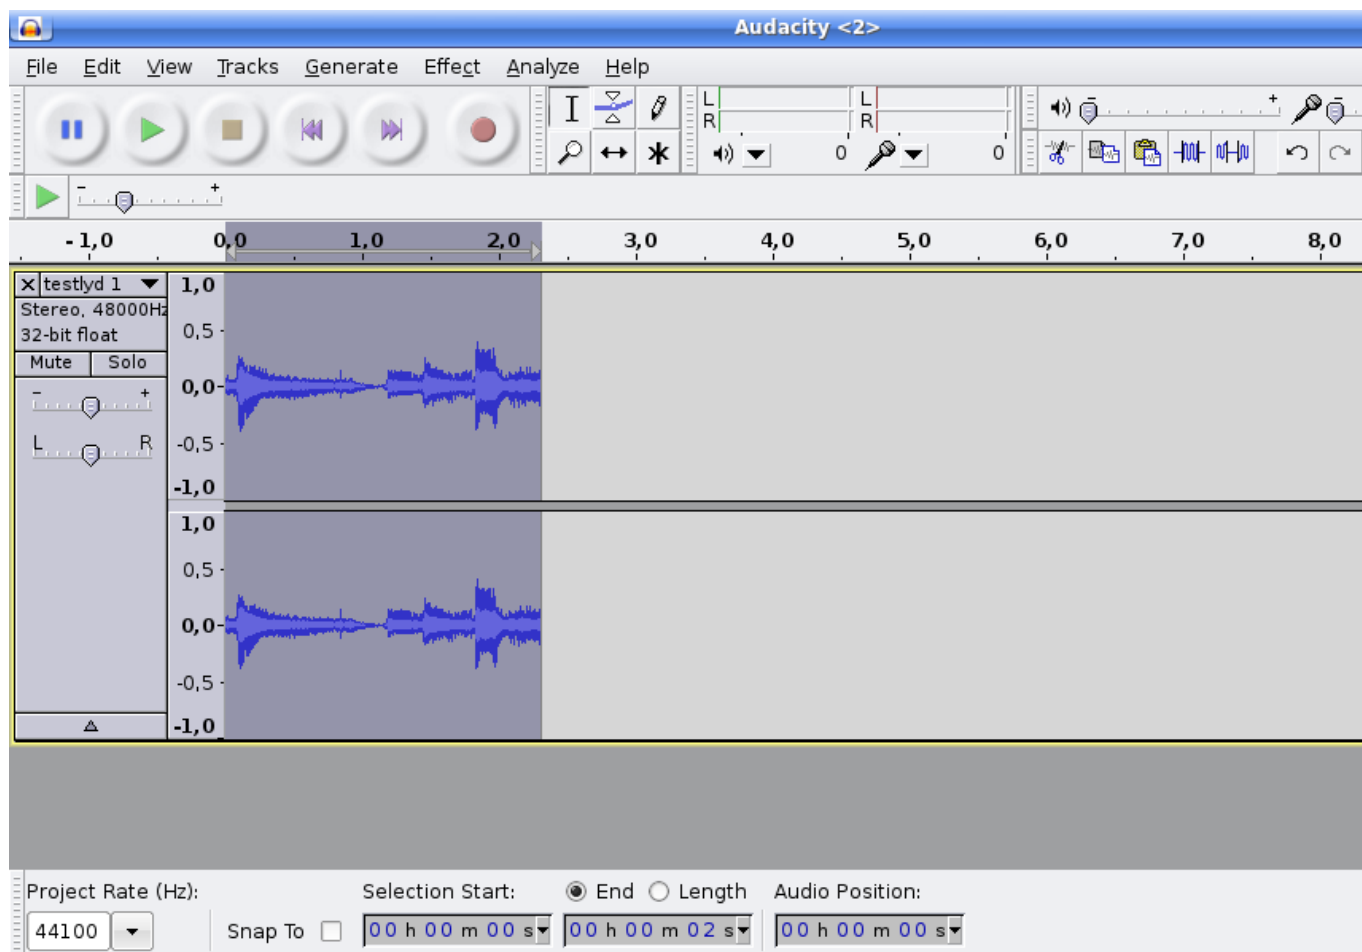 Audacity <2>
File Edit View Tracks Generate Effect Analyze Help
L
R
L
R
0
0
- +
- 1,0 0,0 1,0 2,0 3,0 4,0 5,0 6,0 7,0 8,0
testlyd 1
Stereo, 48000Hz
32-bit float
Mute Solo
- +
L R
1,0
0,5
0,0
-0,5
-1,0
1,0
0,5
0,0
-0,5
-1,0
Project Rate (Hz): Selection Start: End Length Audio Position:
44100 Snap To 00 h 00 m 00 s 00 h 00 m 02 s 00 h 00 m 00 s